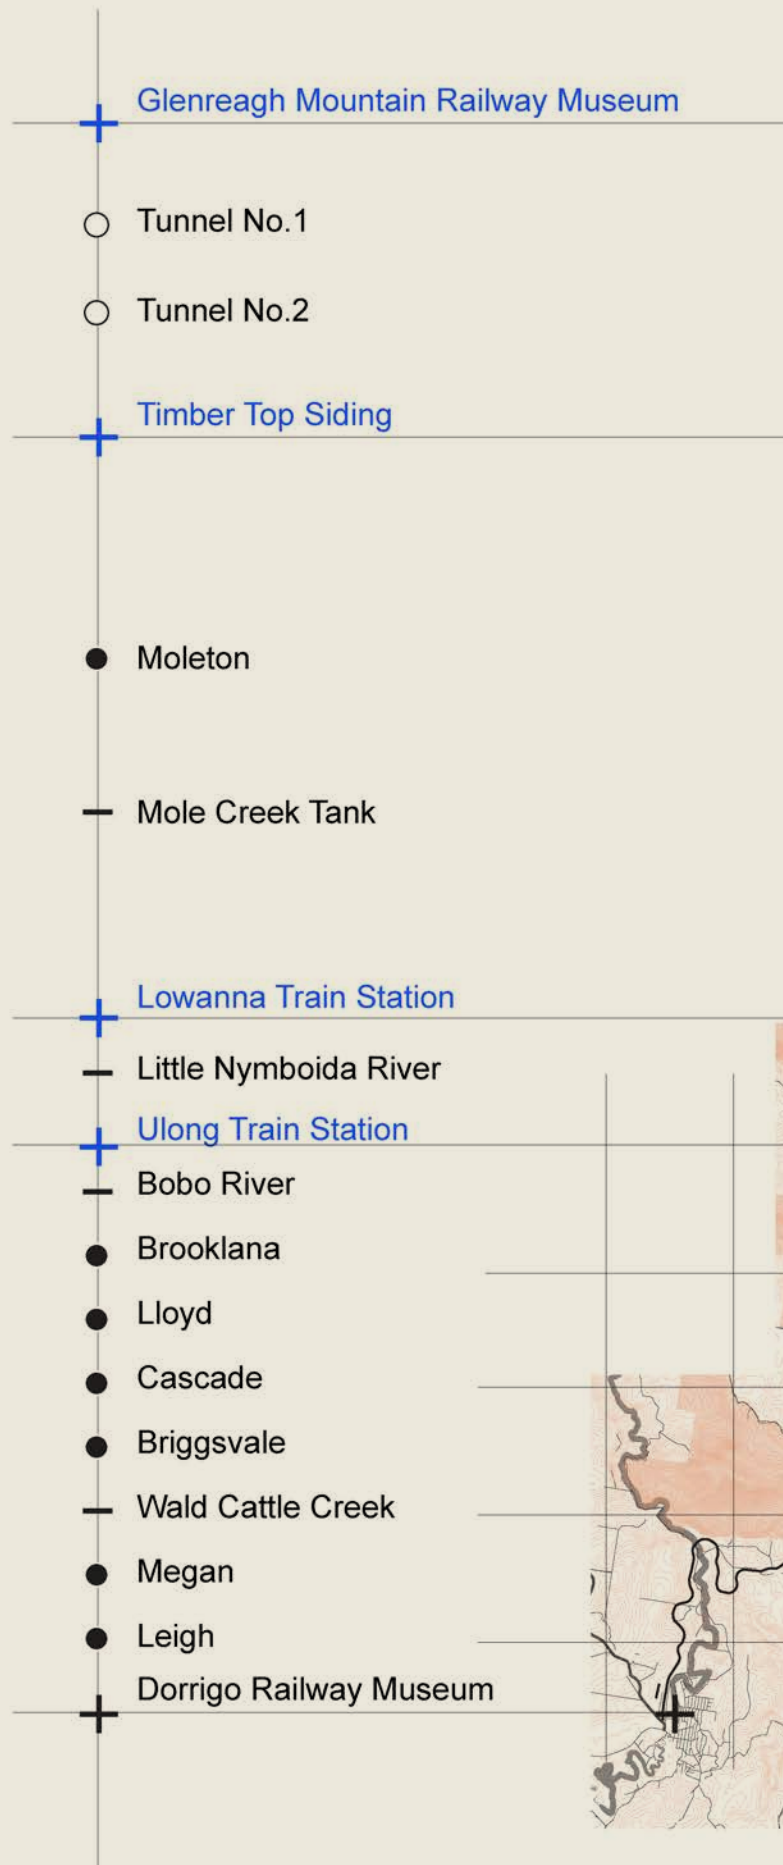 Glenreagh Mountain Railway Museum
Tunnel No.1
Tunnel No.2
Timber Top Siding
Moleton
Mole Creek Tank
Lowanna Train Station
Little Nymboida River
Ulong Train Station
Bobo River
Brooklana
Lloyd
Cascade
Briggsvale
Wald Cattle Creek
Megan
Leigh
Dorrigo Railway Museum